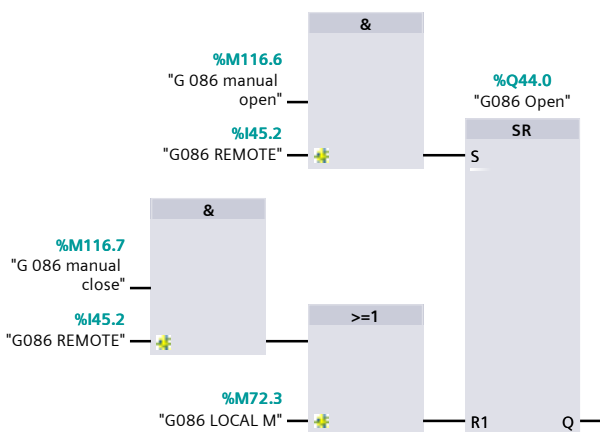 &
%M116.6
"G 086 manual
open"
%Q44.0
"G086 Open"
SR
%I45.2
"G086 REMOTE"
S
&
%M116.7
"G 086 manual
close"
%I45.2
"G086 REMOTE"
>=1
%M72.3
"G086 LOCAL M"
R1
Q